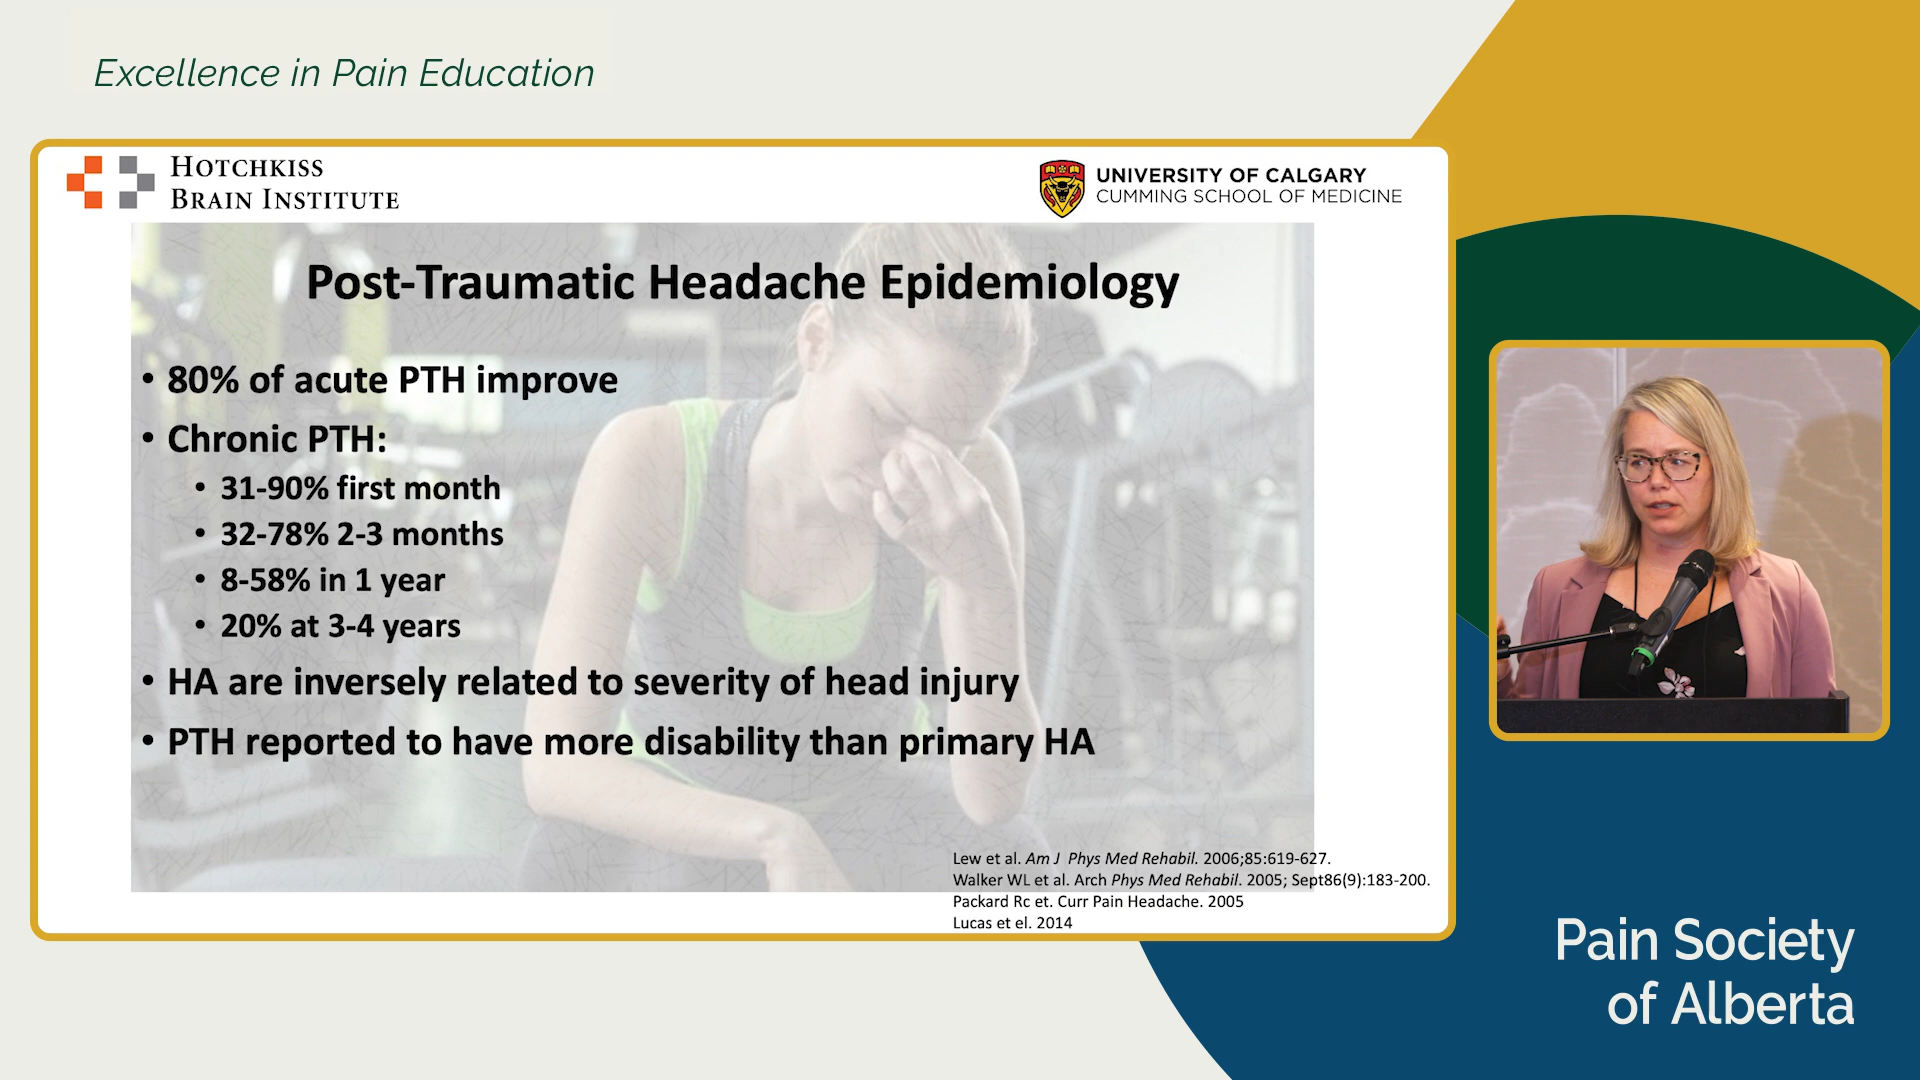 Excellence in Pain Education
HOTCHKISS
BRAIN INSTITUTE
UNIVERSITY OF CALGARY
CUMMING SCHOOL OF MEDICINE
Post-Traumatic Headache Epidemiology
• 80% of acute PTH improve
• Chronic PTH:
• 31-90% first month
• 32-78% 2-3 months
• 8-58% in 1 year
• 20% at 3-4 years
• HA are inversely related to severity of head injury
• PTH reported to have more disability than primary HA
Lew et al. Am J Phys Med Rehabil. 2006;85:619-627.
Walker WL et al. Arch Phys Med Rehabil. 2005; Sept86(9):183-200.
Packard Rc et. Curr Pain Headache. 2005
Lucas et el. 2014
Pain Society
of Alberta